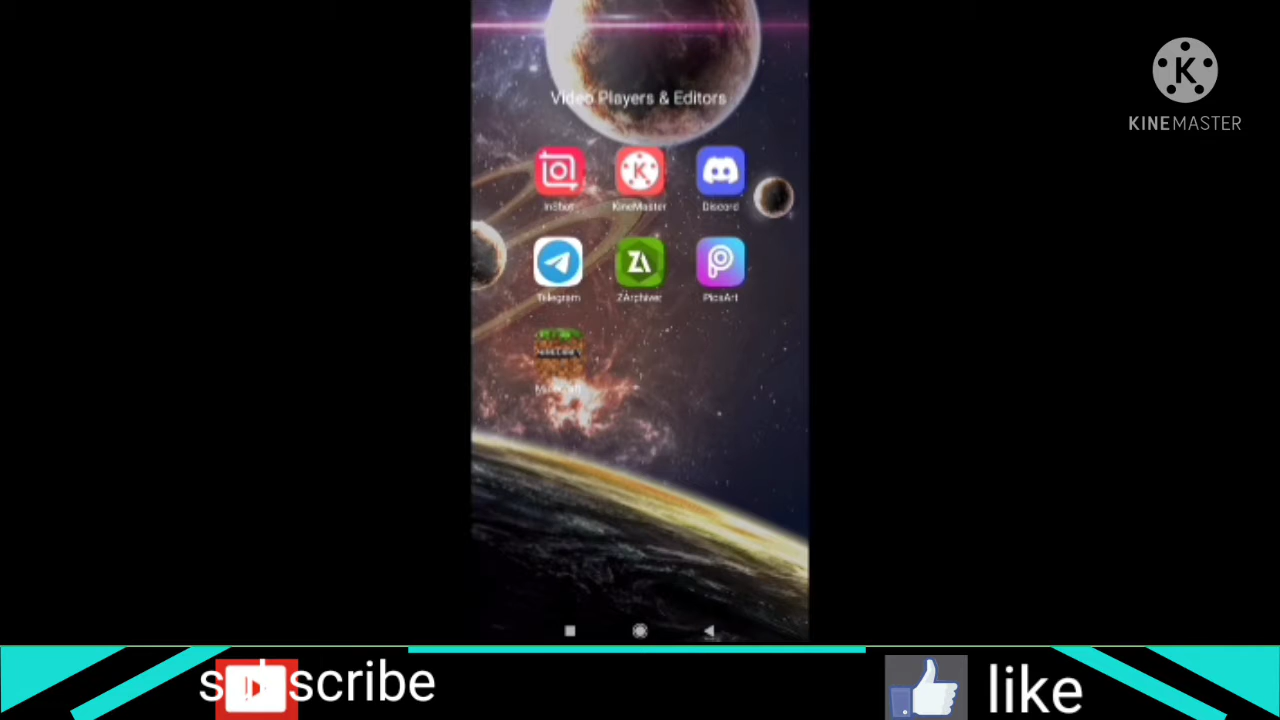 Video Players & Editors
KINEMASTER
InShot
KineMaster
Discord
Telegram
ZArchiver
PicsArt
subscribe
like